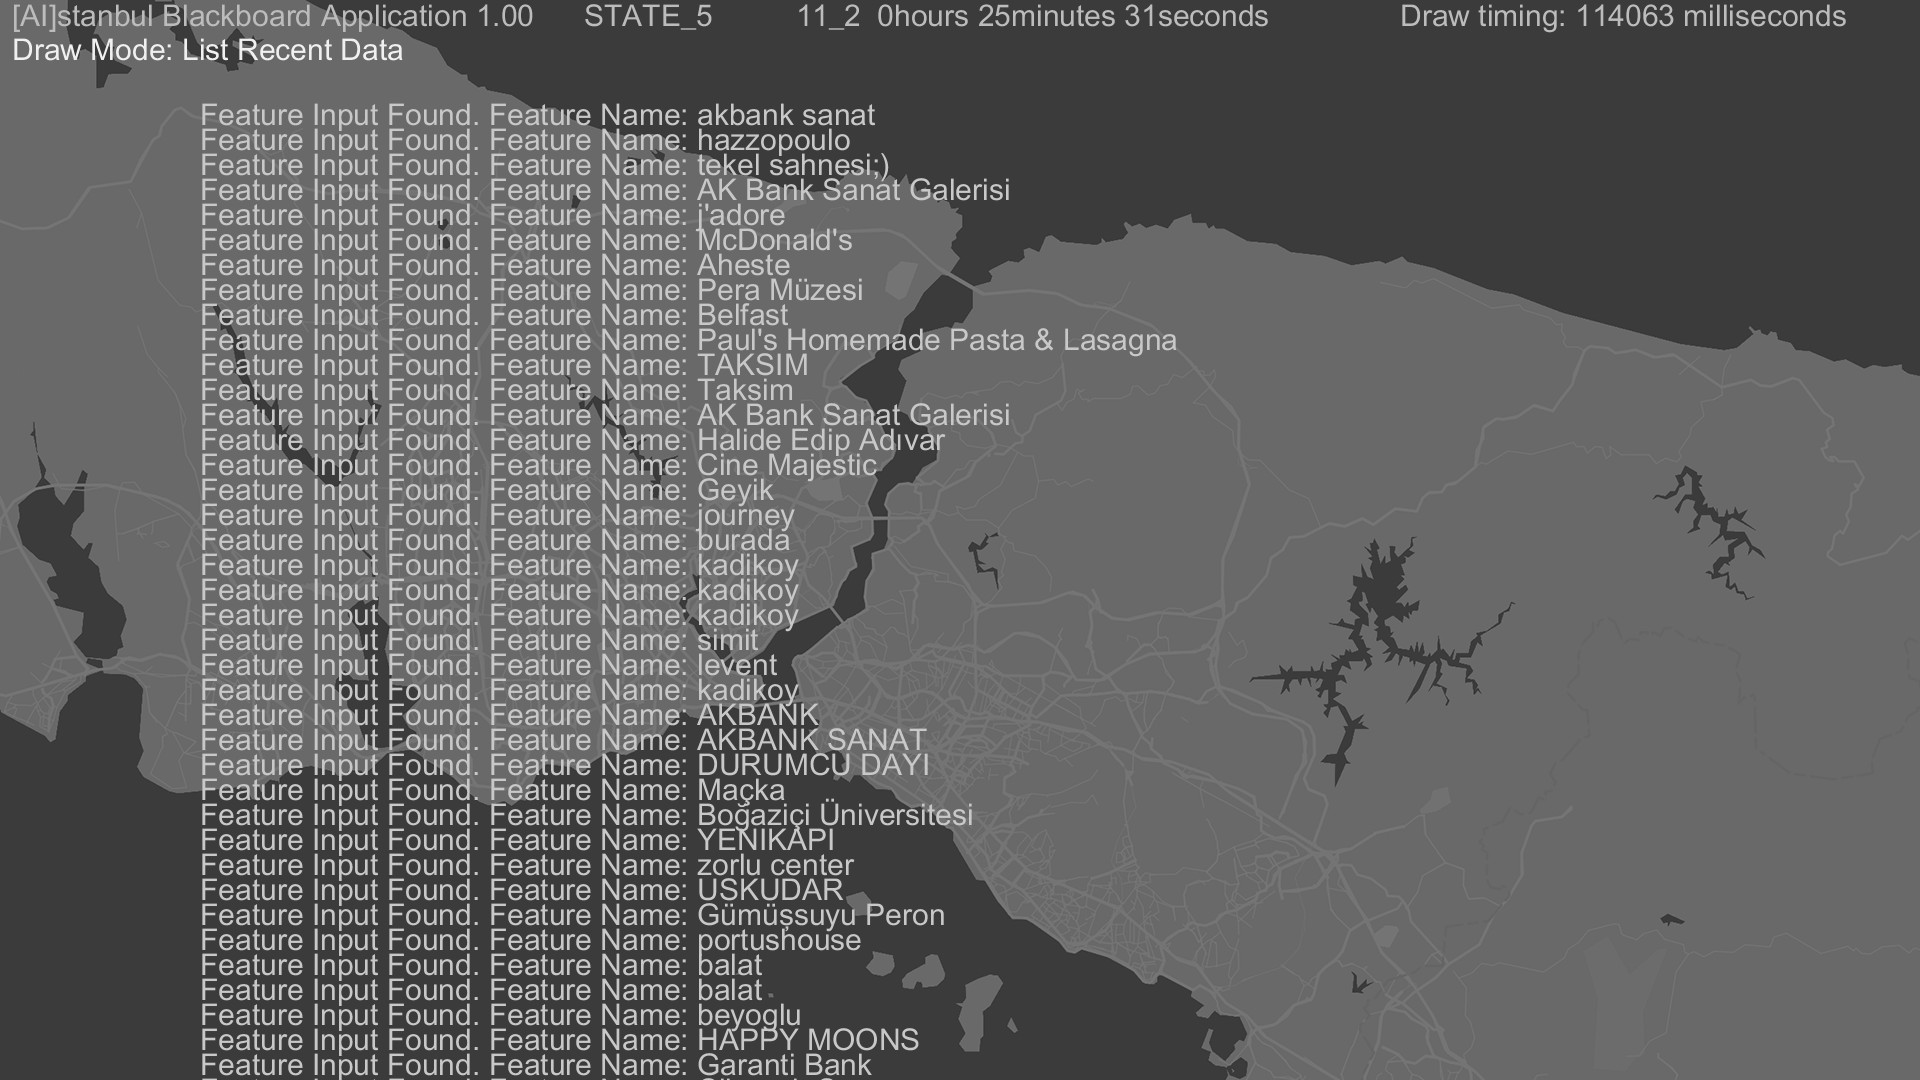 [AI]stanbul Blackboard Application 1.00 STATE_5 11_2 0hours 25minutes 31seconds Draw timing: 114063 milliseconds
Draw Mode: List Recent Data
Feature Input Found. Feature Name: akbank sanat
Feature Input Found. Feature Name: hazzopoulo
Feature Input Found. Feature Name: tekel sahnesi;)
Feature Input Found. Feature Name: AK Bank Sanat Galerisi
Feature Input Found. Feature Name: j'adore
Feature Input Found. Feature Name: McDonald's
Feature Input Found. Feature Name: Aheste
Feature Input Found. Feature Name: Pera Müzesi
Feature Input Found. Feature Name: Belfast
Feature Input Found. Feature Name: Paul's Homemade Pasta & Lasagna
Feature Input Found. Feature Name: TAKSIM
Feature Input Found. Feature Name: Taksim
Feature Input Found. Feature Name: AK Bank Sanat Galerisi
Feature Input Found. Feature Name: Halide Edip Adıvar
Feature Input Found. Feature Name: Cine Majestic
Feature Input Found. Feature Name: Geyik
Feature Input Found. Feature Name: journey
Feature Input Found. Feature Name: burada
Feature Input Found. Feature Name: kadikoy
Feature Input Found. Feature Name: kadikoy
Feature Input Found. Feature Name: kadikoy
Feature Input Found. Feature Name: simit
Feature Input Found. Feature Name: levent
Feature Input Found. Feature Name: kadikoy
Feature Input Found. Feature Name: AKBANK
Feature Input Found. Feature Name: AKBANK SANAT
Feature Input Found. Feature Name: DURUMCU DAYI
Feature Input Found. Feature Name: Maçka
Feature Input Found. Feature Name: Boğaziçi Üniversitesi
Feature Input Found. Feature Name: YENIKAPI
Feature Input Found. Feature Name: zorlu center
Feature Input Found. Feature Name: USKUDAR
Feature Input Found. Feature Name: Gümüşsuyu Peron
Feature Input Found. Feature Name: portushouse
Feature Input Found. Feature Name: balat
Feature Input Found. Feature Name: balat
Feature Input Found. Feature Name: beyoglu
Feature Input Found. Feature Name: HAPPY MOONS
Feature Input Found. Feature Name: Garanti Bank